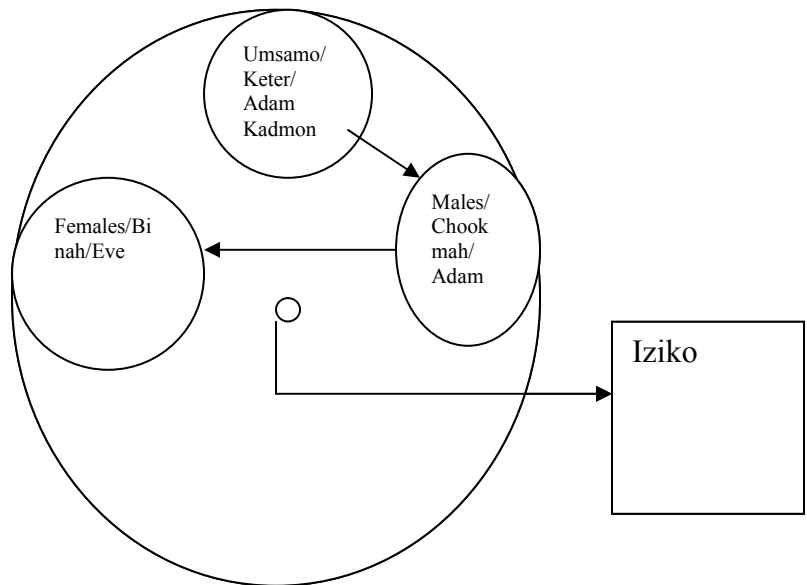 Umsamo/
Keter/
Adam
Kadmon
Males/
Chook
mah/
Adam
Females/Bi
nah/Eve
Iziko